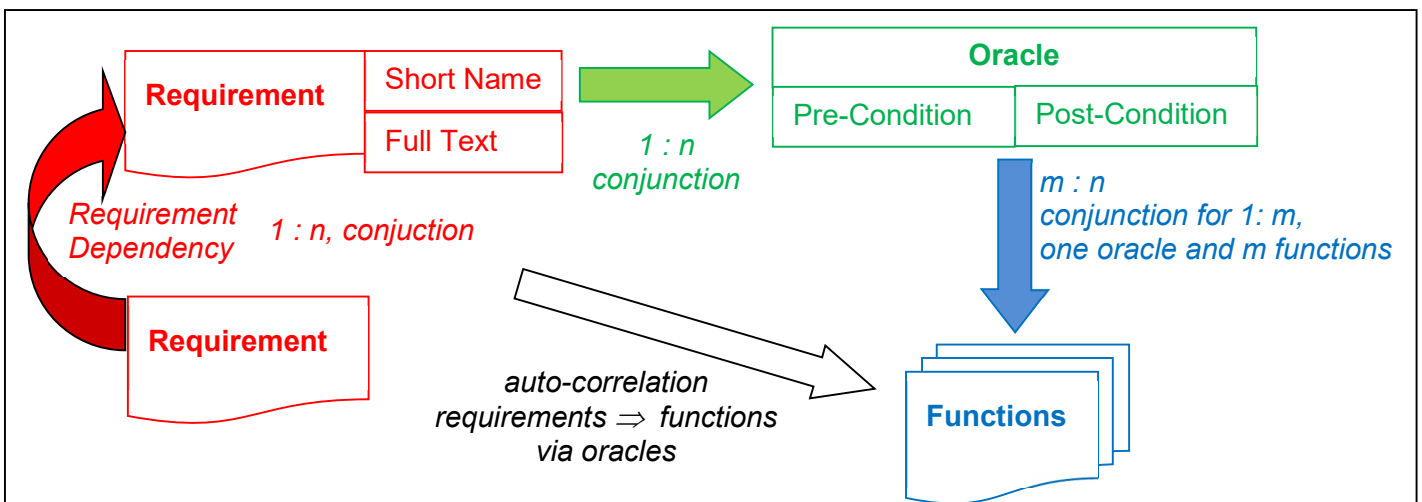 Requirement
Short Name
Full Text
1 : n
conjunction
Oracle
Pre-Condition
Post-Condition
m : n
conjunction for 1: m,
one oracle and m functions
Requirement
Dependency
1 : n, conjuction
Requirement
auto-correlation
requirements ⇒ functions
via oracles
Functions